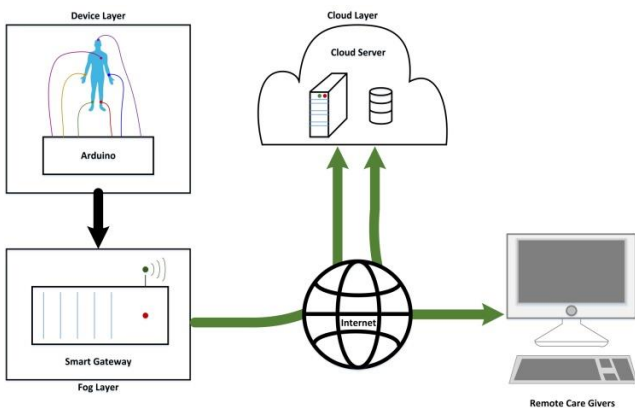 Device Layer
Arduino
Cloud Layer
Cloud Server
Smart Gateway
Fog Layer
Internet
Remote Care Givers